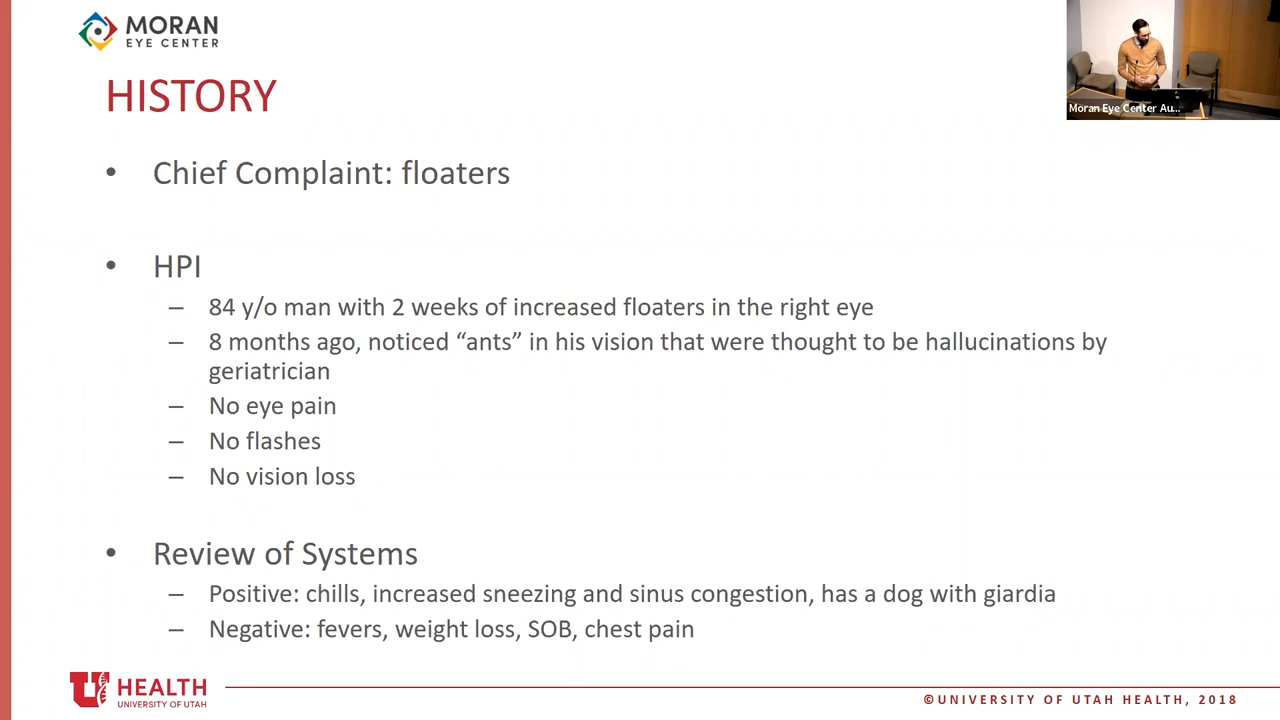 MORAN
EYE CENTER
Moran Eye Center Au...
HISTORY
• Chief Complaint: floaters
• HPI
– 84 y/o man with 2 weeks of increased floaters in the right eye
– 8 months ago, noticed “ants” in his vision that were thought to be hallucinations by
geriatrician
– No eye pain
– No flashes
– No vision loss
• Review of Systems
– Positive: chills, increased sneezing and sinus congestion, has a dog with giardia
– Negative: fevers, weight loss, SOB, chest pain
U HEALTH
UNIVERSITY OF UTAH
©UNIVERSITY OF UTAH HEALTH, 2018